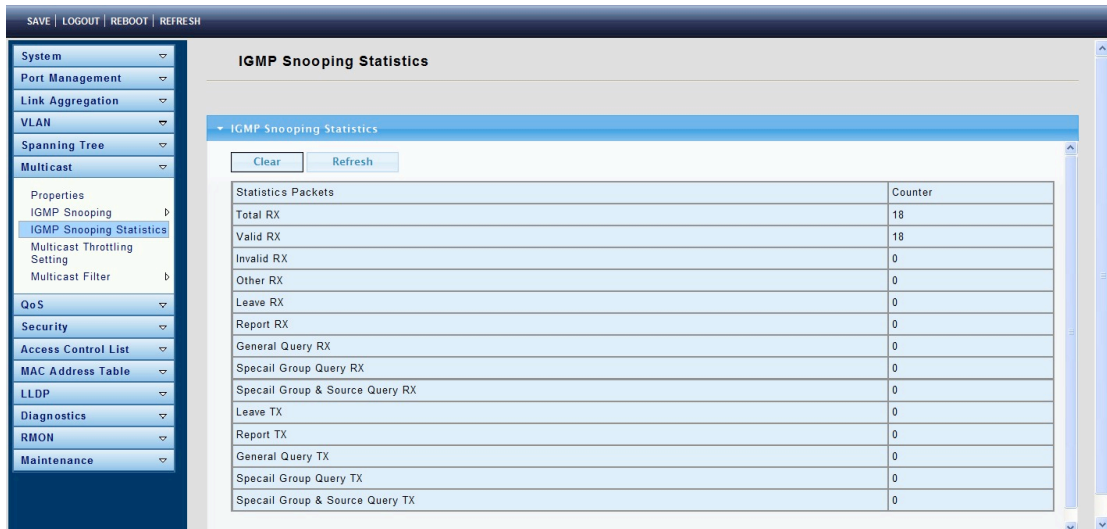 SAVE | LOGOUT | REBOOT | REFRESH
System
Port Management
Link Aggregation
VLAN
Spanning Tree
Multicast
Properties
IGMP Snooping
IGMP Snooping Statistics
Multicast Throttling
Setting
Multicast Filter
QoS
Security
Access Control List
MAC Address Table
LLDP
Diagnostics
RMON
Maintenance
IGMP Snooping Statistics
IGMP Snooping Statistics
Clear Refresh
Statistics Packets Counter
Total RX 18
Valid RX 18
Invalid RX 0
Other RX 0
Leave RX 0
Report RX 0
General Query RX 0
Specail Group Query RX 0
Specail Group & Source Query RX 0
Leave TX 0
Report TX 0
General Query TX 0
Specail Group Query TX 0
Specail Group & Source Query TX 0